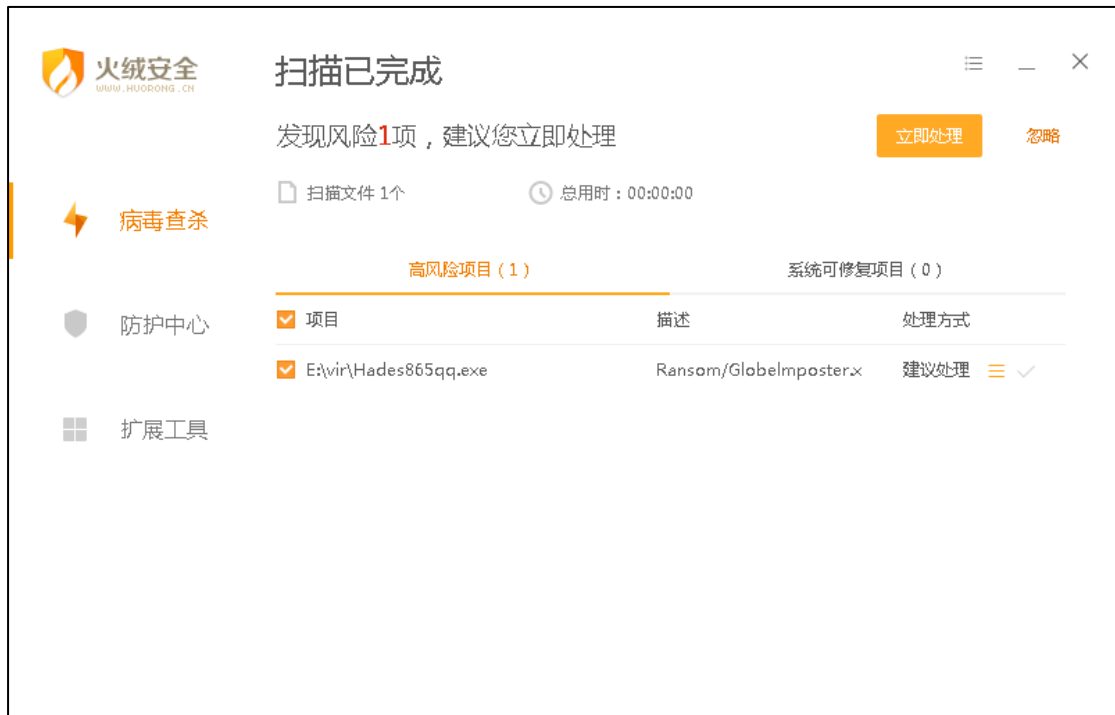 火绒安全
WWW.HUORONG.CN
扫描已完成
发现风险1项，建议您立即处理
立即处理
忽略
扫描文件 1个
总用时：00:00:00
病毒查杀
防护中心
扩展工具
高风险项目（1）
系统可修复项目（0）
项目
描述
处理方式
E:\vir\Hades865qq.exe
Ransom/GlobeImposter.x
建议处理